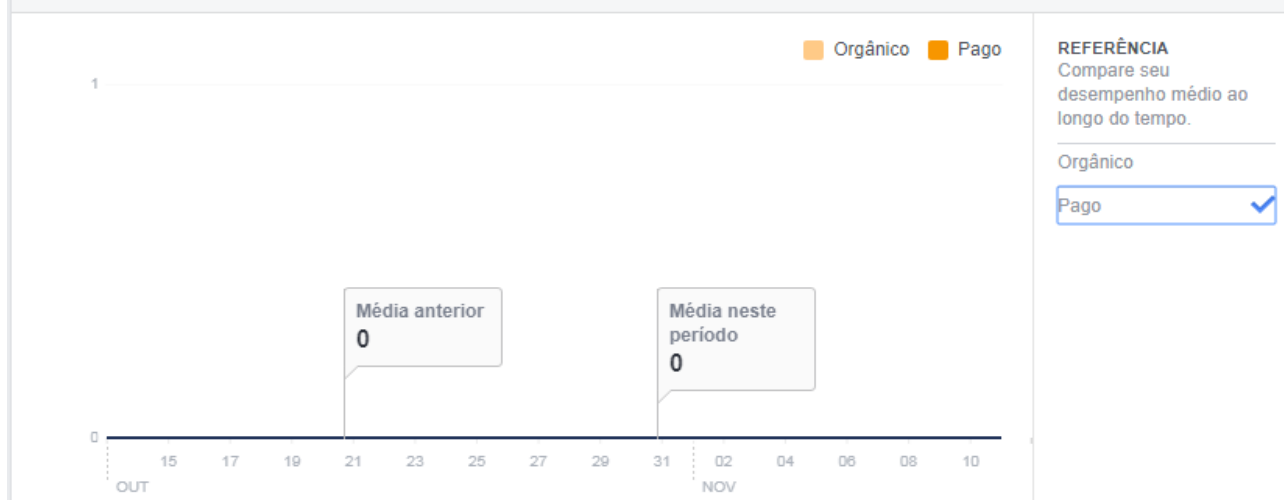 Orgânico Pago
REFERÊNCIA
Compare seu
desempenho médio ao
longo do tempo.
Orgânico
Pago
1
Média anterior
0
Média neste
período
0
0
15 17 19 21 23 25 27 29 31 02 04 06 08 10
OUT NOV